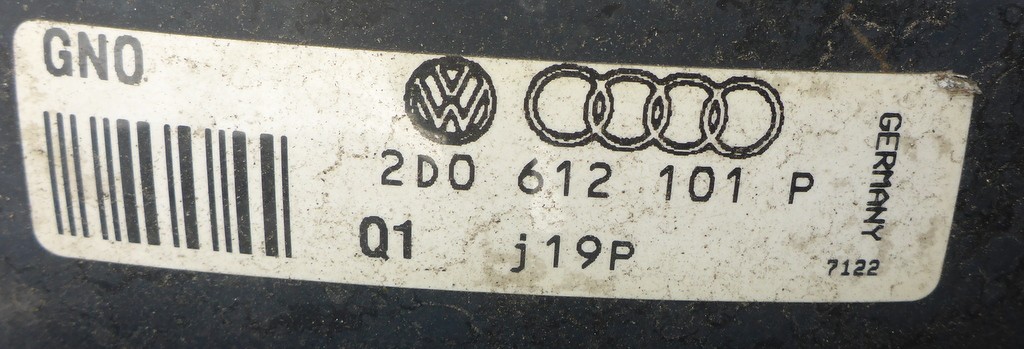 GNO
2D0 612 101 P
Q1 j19P
GERMANY
7122